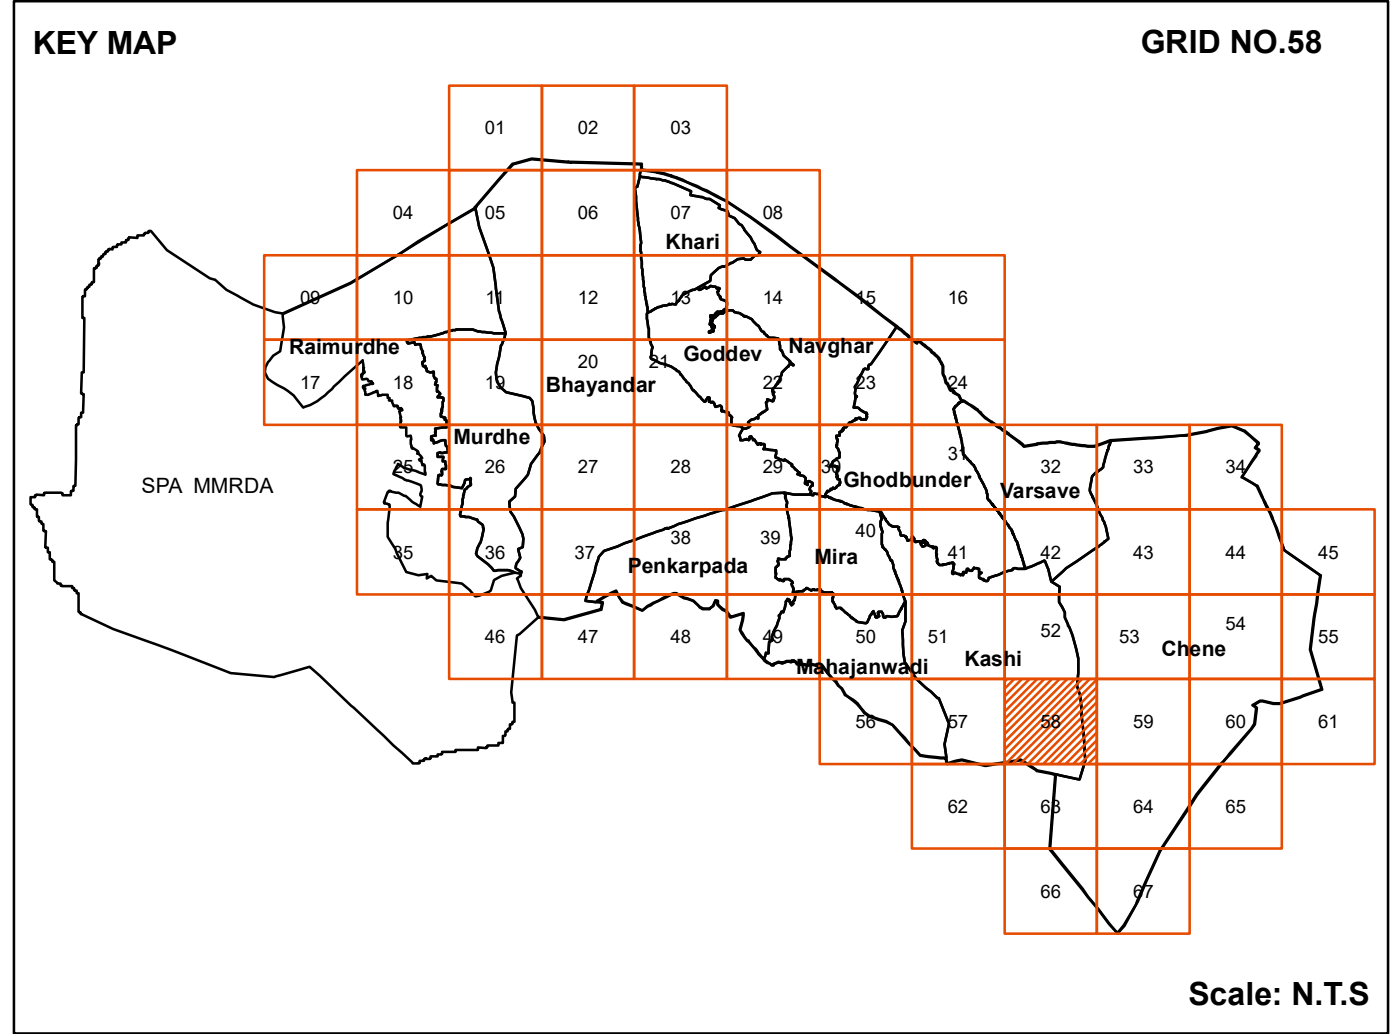 KEY MAP
GRID NO.58
01 02 03
04 05 06 07 08
Khari
09 10 11 12 13 14 15 16
Raimurdhe Goddev Navghar
17 18 19 20 21 22 23 24
Bhayandar
Murdhe
25 26 27 28 29 30 31 32 33 34
SPA MMRDA
Ghodbunder
Varsave
35 36 37 38 39 40 41 42 43 44 45
Penkarpada
Mira
46 47 48 49 50 51 52 53 54 55
Mahajanwadi
Kashi
Chene
56 57 58 59 60 61
62 63 64 65
66 67
Scale: N.T.S